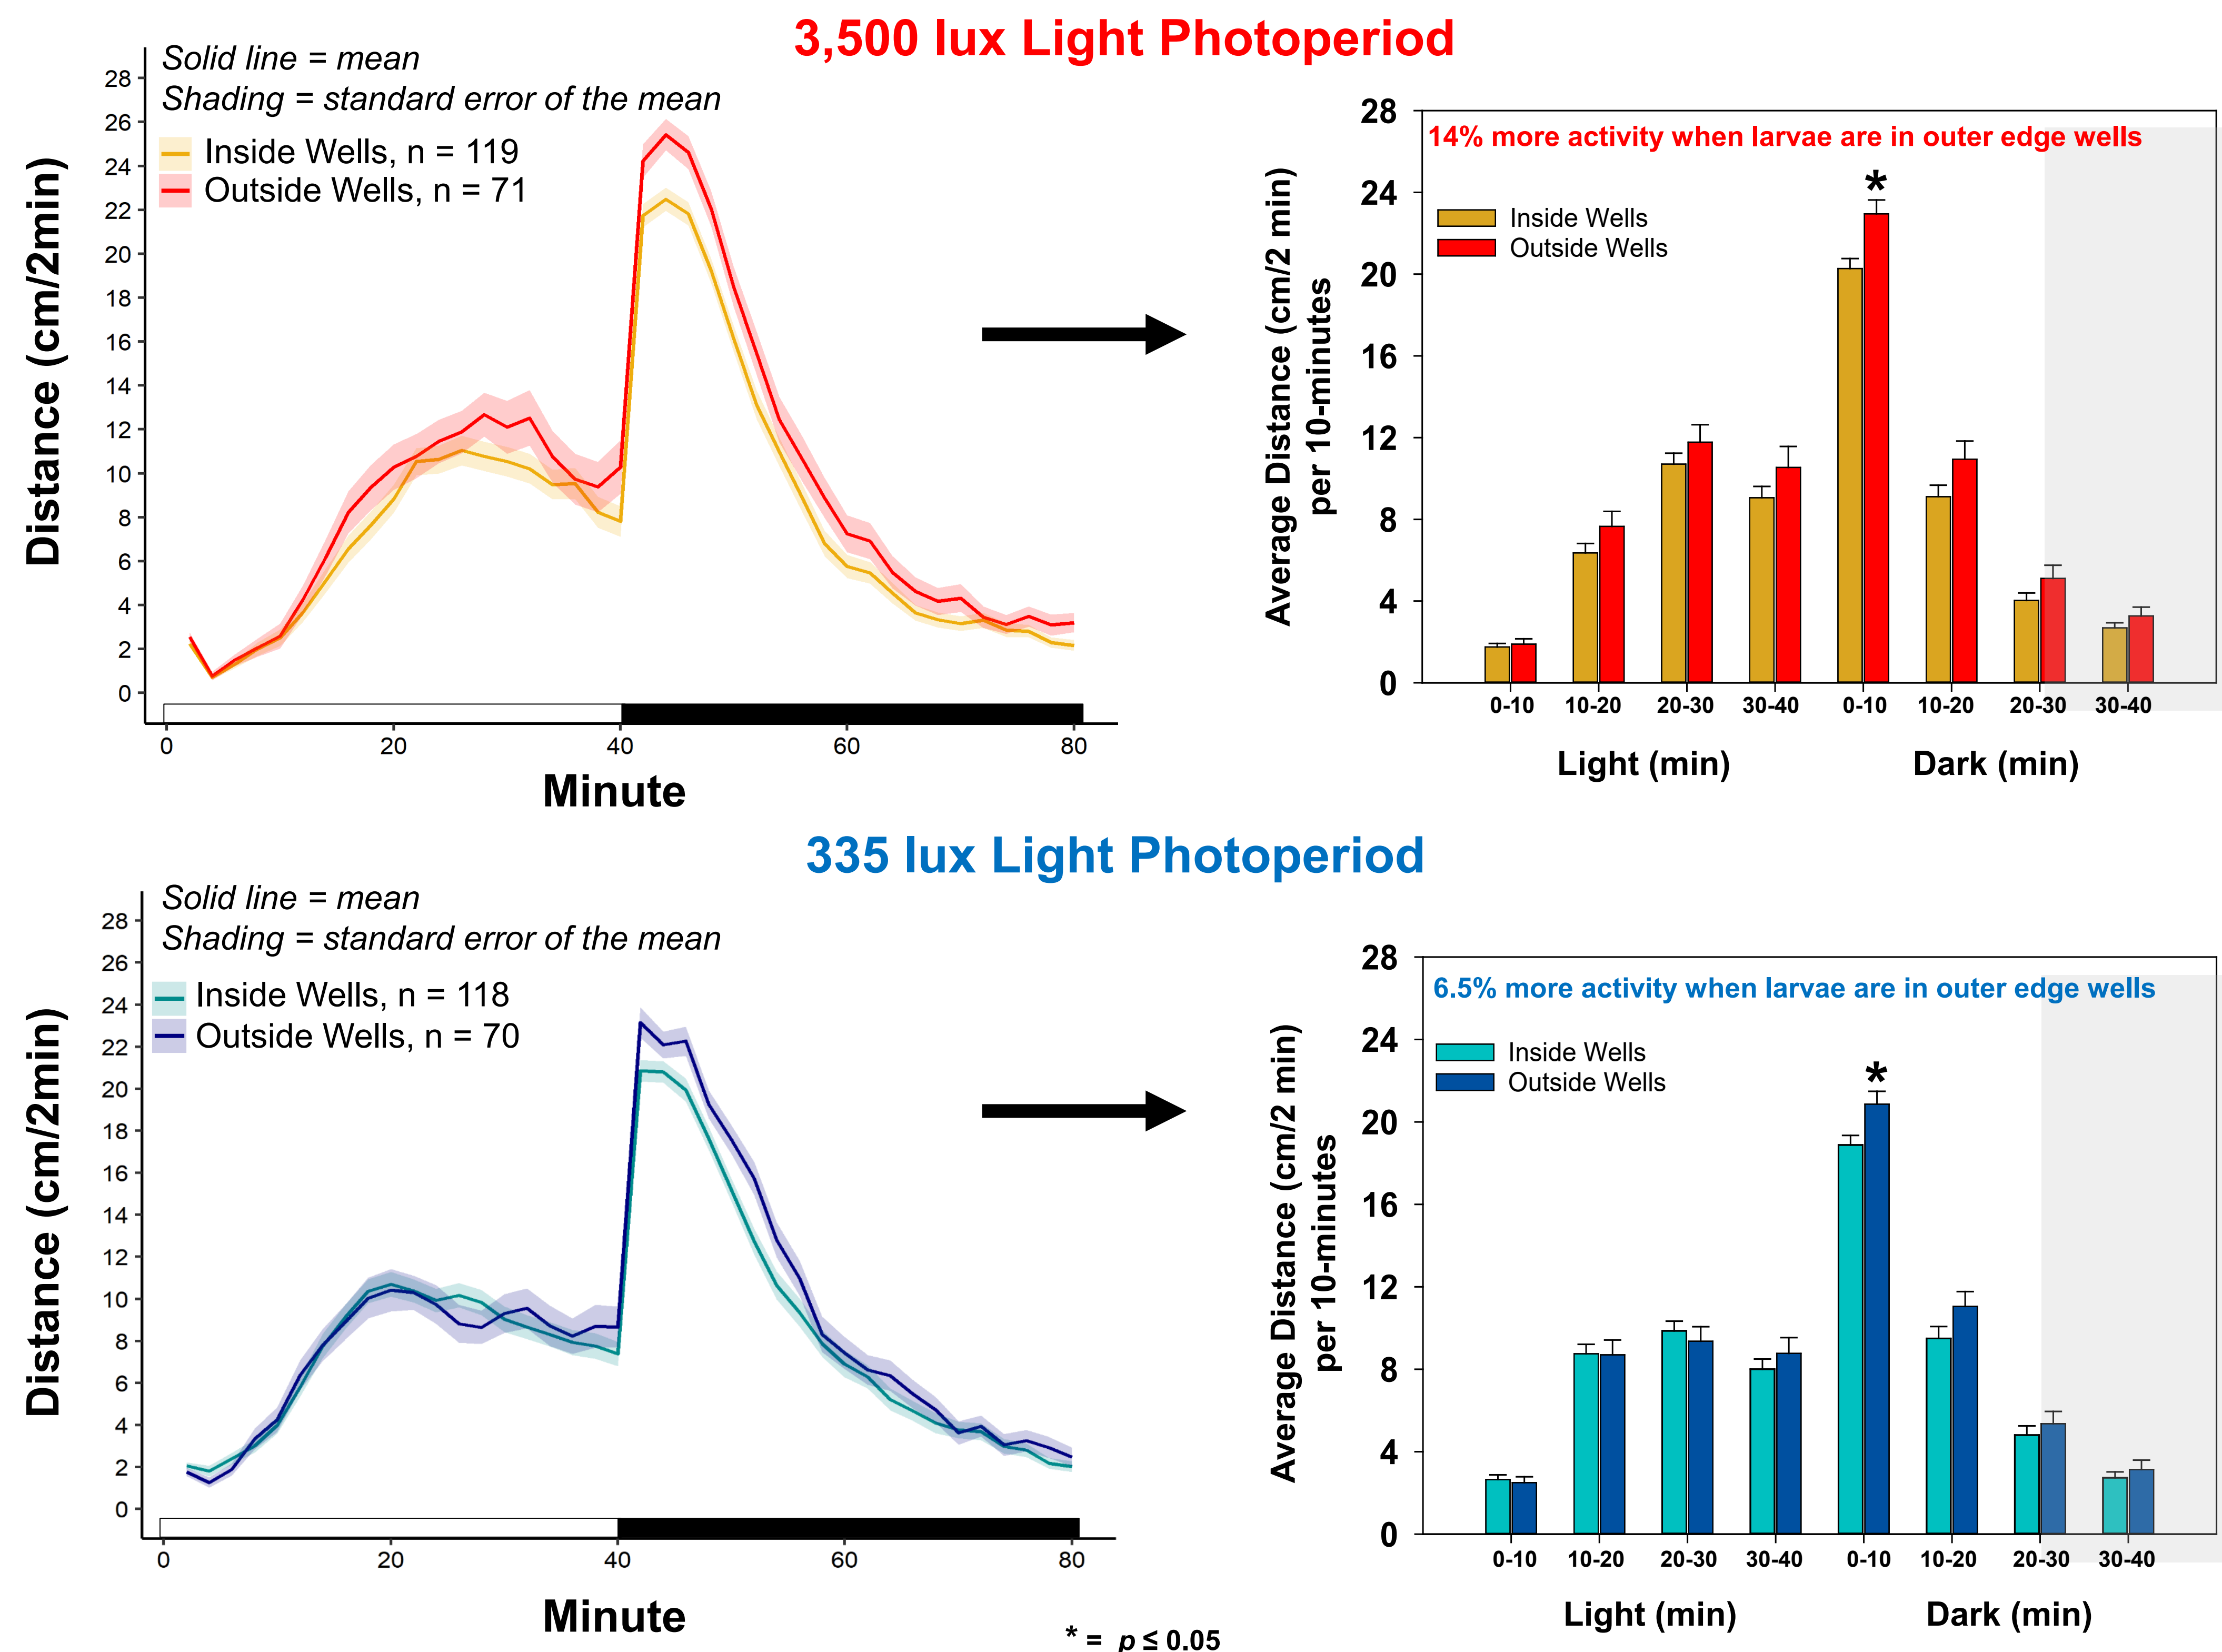 3,500 lux Light Photoperiod
Solid line = mean
Shading = standard error of the mean
Inside Wells, n = 119
Outside Wells, n = 71
Distance (cm/2min)
28
26
24
22
20
18
16
14
12
10
8
6
4
2
0
0 20 40 60 80
Minute
14% more activity when larvae are in outer edge wells
*
Inside Wells
Outside Wells
Average Distance (cm/2 min)
per 10-minutes
28
24
20
16
12
8
4
0
0-10 10-20 20-30 30-40 0-10 10-20 20-30 30-40
Light (min) Dark (min)
335 lux Light Photoperiod
Solid line = mean
Shading = standard error of the mean
Inside Wells, n = 118
Outside Wells, n = 70
Distance (cm/2min)
28
26
24
22
20
18
16
14
12
10
8
6
4
2
0
0 20 40 60 80
Minute
6.5% more activity when larvae are in outer edge wells
*
Inside Wells
Outside Wells
Average Distance (cm/2 min)
per 10-minutes
28
24
20
16
12
8
4
0
0-10 10-20 20-30 30-40 0-10 10-20 20-30 30-40
Light (min) Dark (min)
* = p ≤ 0.05